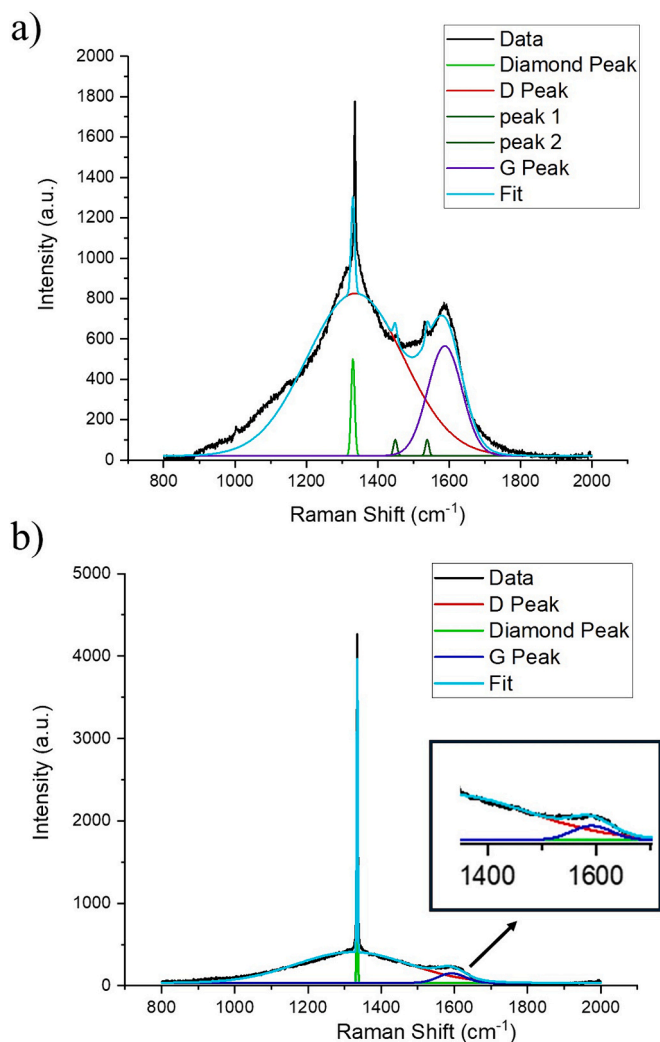 a)
2000
1800
1600
1400
1200
1000
800
600
400
200
0
Intensity (a.u.)
Data
Diamond Peak
D Peak
peak 1
peak 2
G Peak
Fit
800 1000 1200 1400 1600 1800 2000
Raman Shift (cm⁻¹)
b)
5000
4000
3000
2000
1000
0
Intensity (a.u.)
Data
D Peak
Diamond Peak
G Peak
Fit
1400 1600
800 1000 1200 1400 1600 1800 2000
Raman Shift (cm⁻¹)